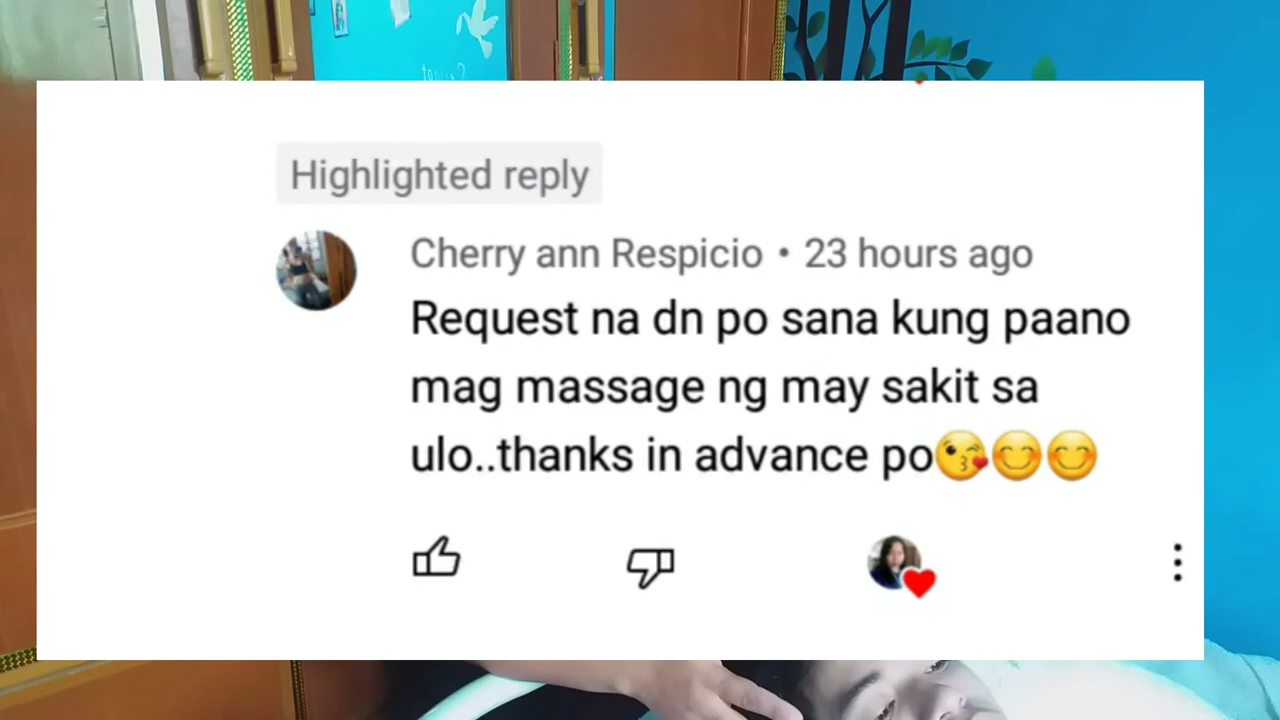 Highlighted reply
Cherry ann Respicio • 23 hours ago
Request na dn po sana kung paano
mag massage ng may sakit sa
ulo..thanks in advance po😘😊😊